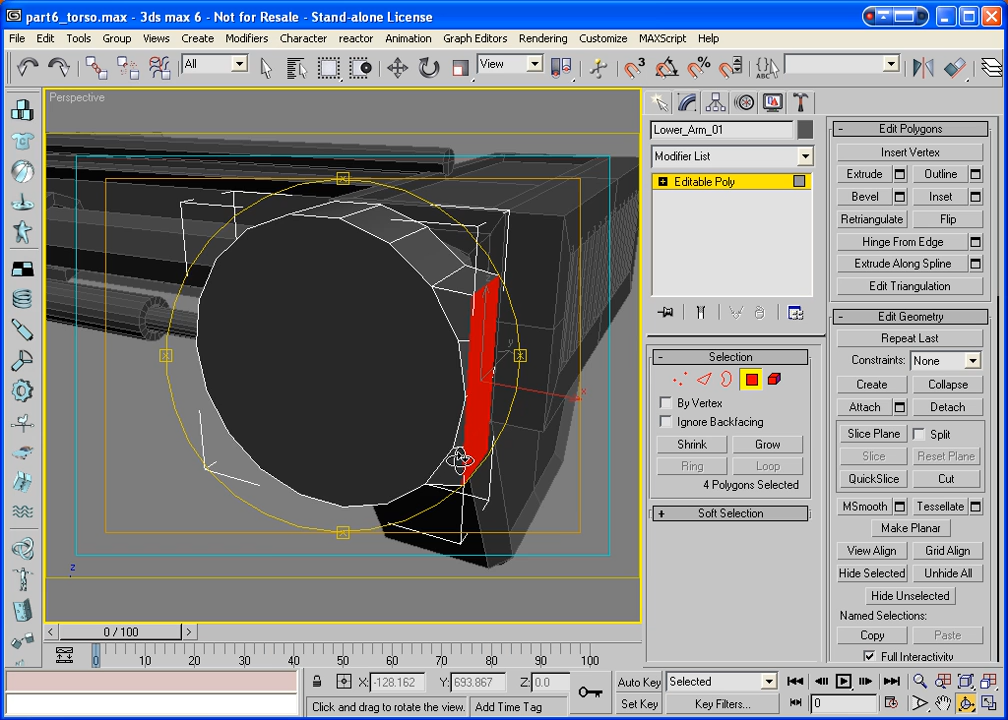 part6_torso.max - 3ds max 6 - Not for Resale - Stand-alone License
File Edit Tools Group Views Create Modifiers Character reactor Animation Graph Editors Rendering Customize MAXScript Help
All View 3 % {} ABC
Perspective
Lower_Arm_01
Modifier List
+ Editable Poly
- Selection
By Vertex
Ignore Backfacing
Shrink Grow
Ring Loop
4 Polygons Selected
+ Soft Selection
- Edit Polygons
Insert Vertex
Extrude Outline
Bevel Inset
Retriangulate Flip
Hinge From Edge
Extrude Along Spline
Edit Triangulation
- Edit Geometry
Repeat Last
Constraints: None
Create Collapse
Attach Detach
Slice Plane Split
Slice Reset Plane
QuickSlice Cut
MSmooth Tessellate
Make Planar
View Align Grid Align
Hide Selected Unhide All
Hide Unselected
Named Selections:
Copy Paste
Full Interactivity
x
y
z
< 0 / 100 >
0 10 20 30 40 50 60 70 80 90 100
X: -128.162 Y: 693.867 Z: 0.0
Auto Key Selected
Click and drag to rotate the view. Add Time Tag Set Key Key Filters... 0